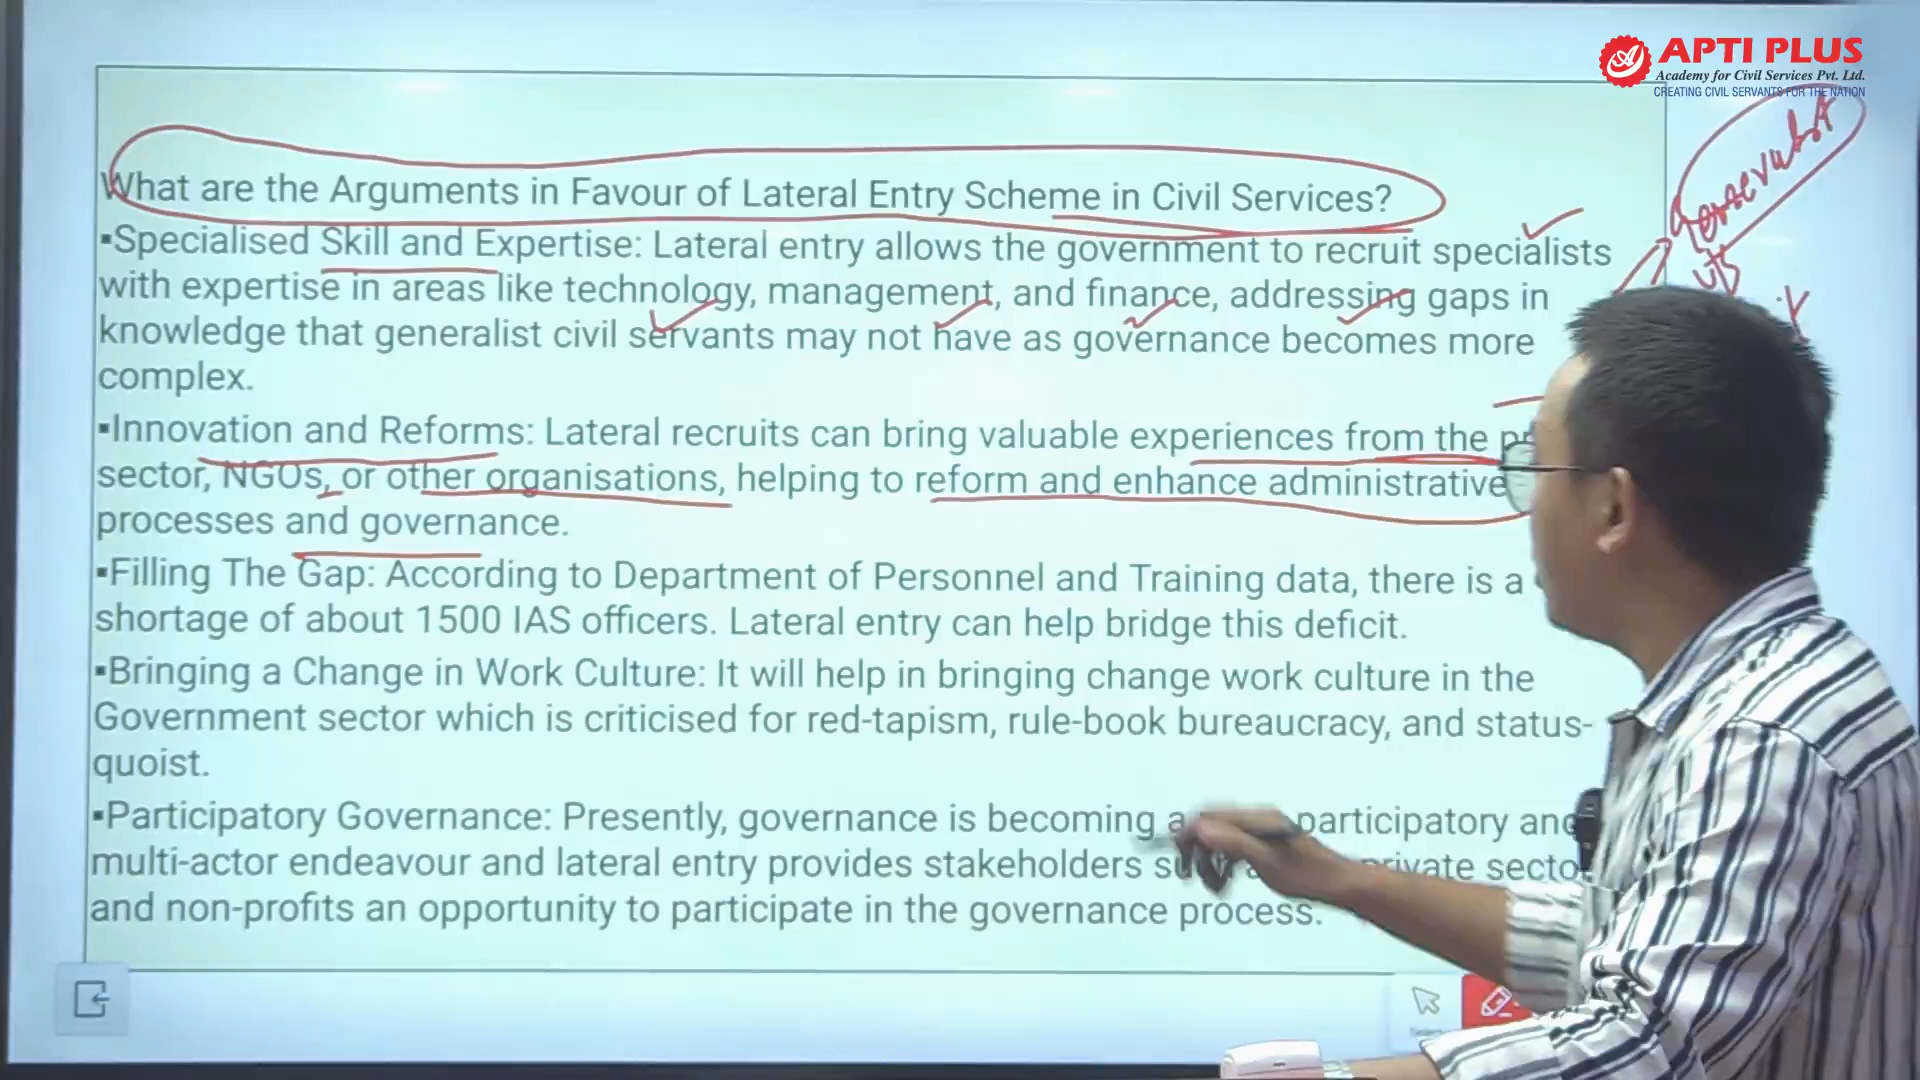 APTI PLUS
Academy for Civil Services Pvt. Ltd.
CREATING CIVIL SERVANTS FOR THE NATION
What are the Arguments in Favour of Lateral Entry Scheme in Civil Services?
▪Specialised Skill and Expertise: Lateral entry allows the government to recruit specialists
with expertise in areas like technology, management, and finance, addressing gaps in
knowledge that generalist civil servants may not have as governance becomes more
complex.
▪Innovation and Reforms: Lateral recruits can bring valuable experiences from the
sector, NGOs, or other organisations, helping to reform and enhance administrative
processes and governance.
▪Filling The Gap: According to Department of Personnel and Training data, there is a
shortage of about 1500 IAS officers. Lateral entry can help bridge this deficit.
▪Bringing a Change in Work Culture: It will help in bringing change work culture in the
Government sector which is criticised for red-tapism, rule-book bureaucracy, and status-
quoist.
▪Participatory Governance: Presently, governance is becoming a participatory and
multi-actor endeavour and lateral entry provides stakeholders private
and non-profits an opportunity to participate in the governance process.